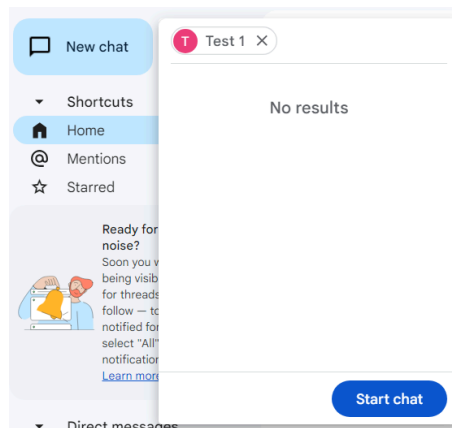 New chat
T Test 1
No results
Shortcuts
Home
Mentions
Starred
Ready for
noise?
Soon you
being visib
for threads
follow — to
notified for
select "All"
notification
Learn more
Start chat
Direct messages